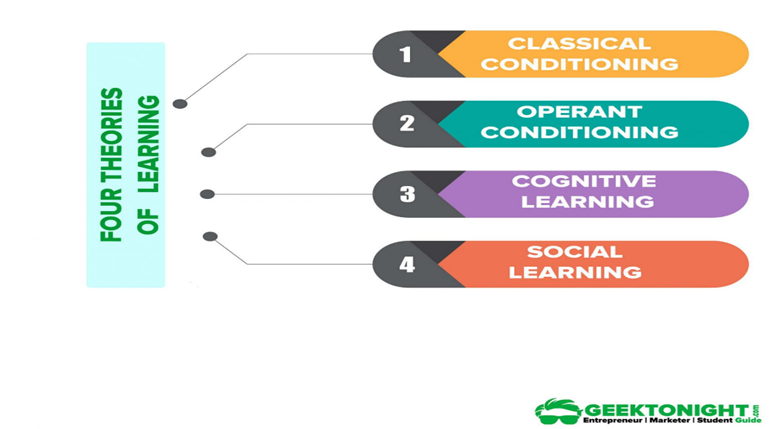 FOUR THEORIES
OF LEARNING
1
CLASSICAL
CONDITIONING
2
OPERANT
CONDITIONING
3
COGNITIVE
LEARNING
4
SOCIAL
LEARNING
GEEKTONIGHT.com
Entrepreneur | Marketer | Student Guide